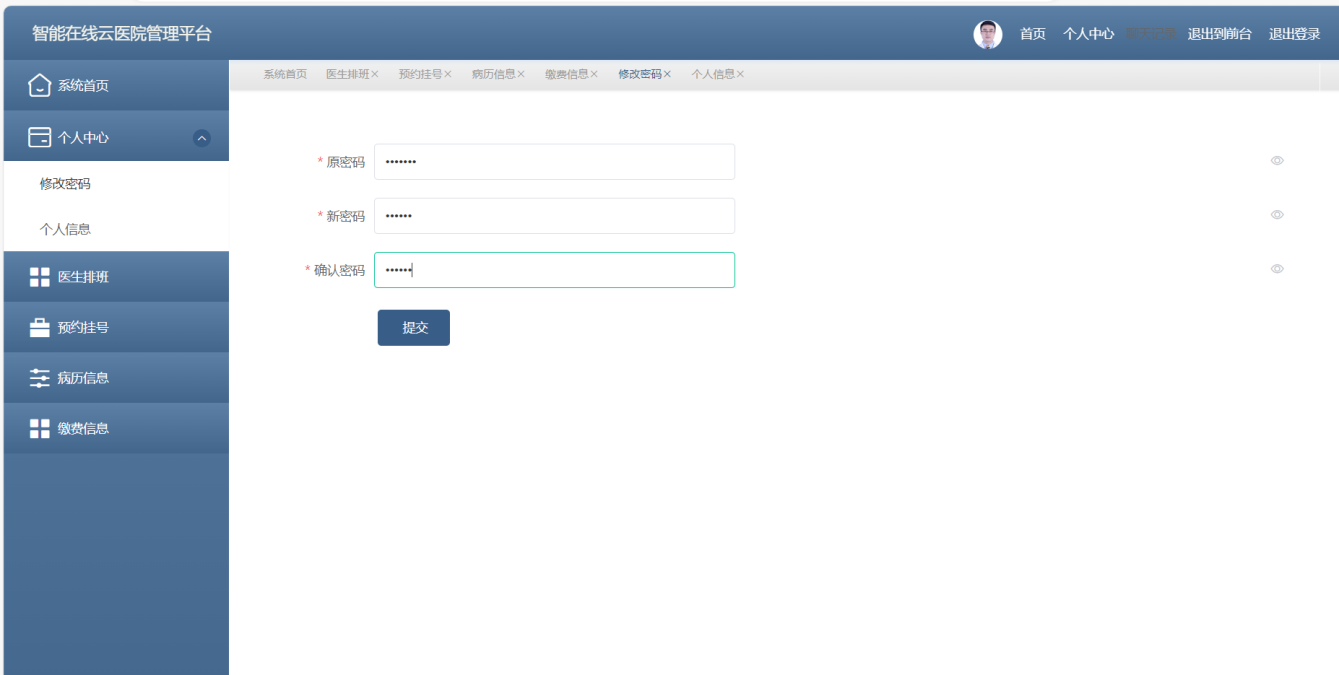 智能在线云医院管理平台
首页 个人中心 退出到前台 退出登录
系统首页 医生排班× 预约挂号× 病历信息× 缴费信息× 修改密码× 个人信息×
系统首页
个人中心
修改密码
个人信息
医生排班
预约挂号
病历信息
缴费信息
* 原密码 •••••••
* 新密码 ••••••
* 确认密码 ••••••
提交